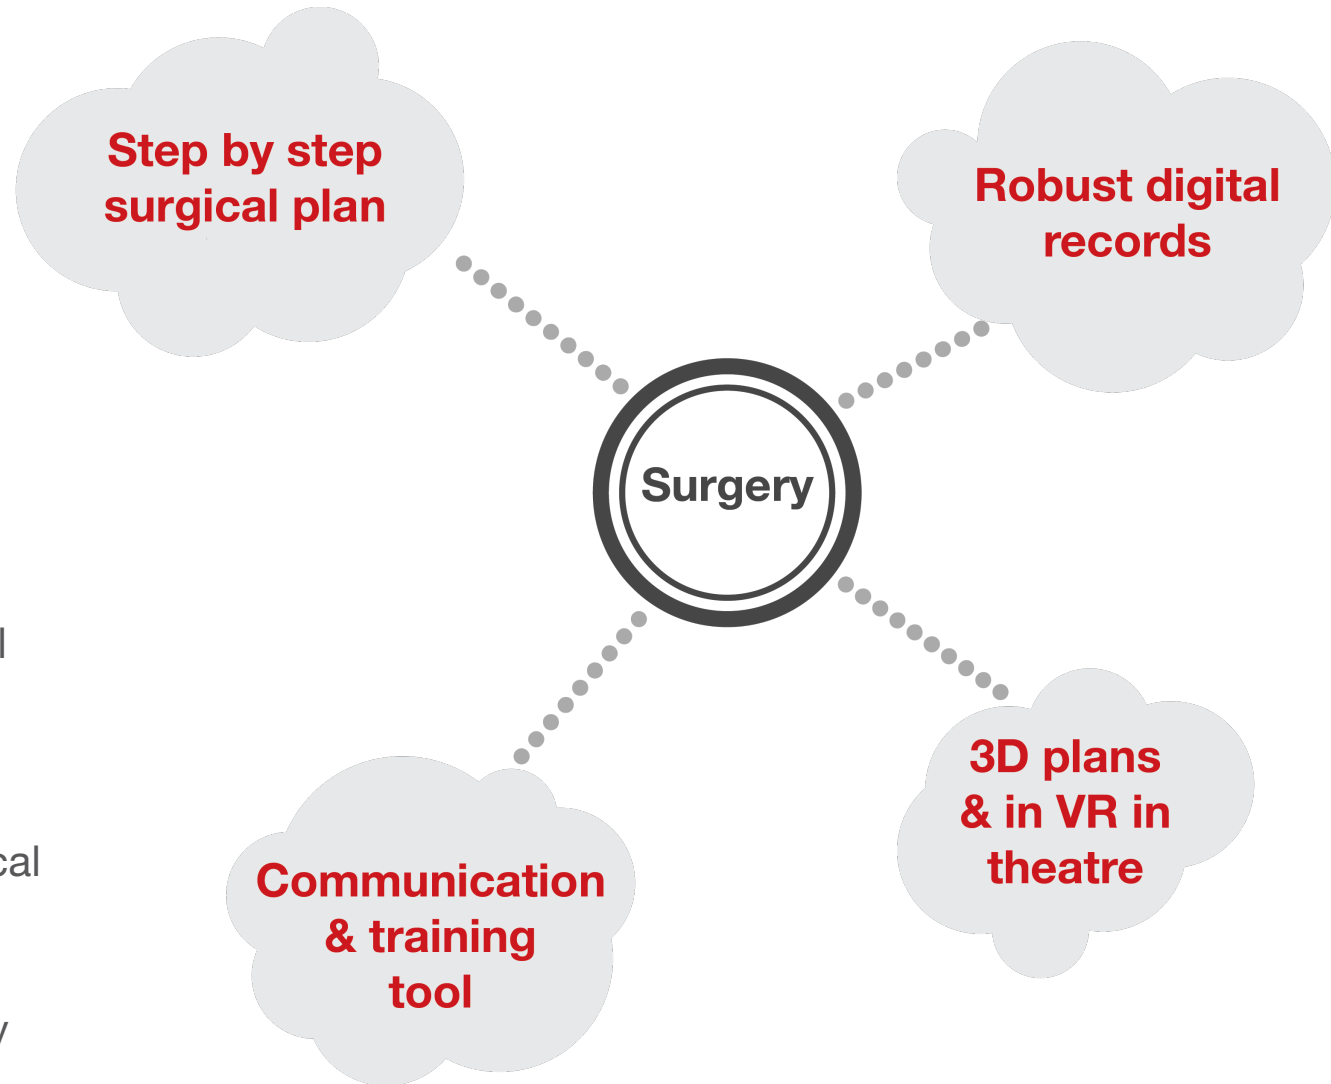 Step by step
surgical plan
Robust digital
records
Surgery
3D plans
& in VR in
theatre
Communication
& training
tool